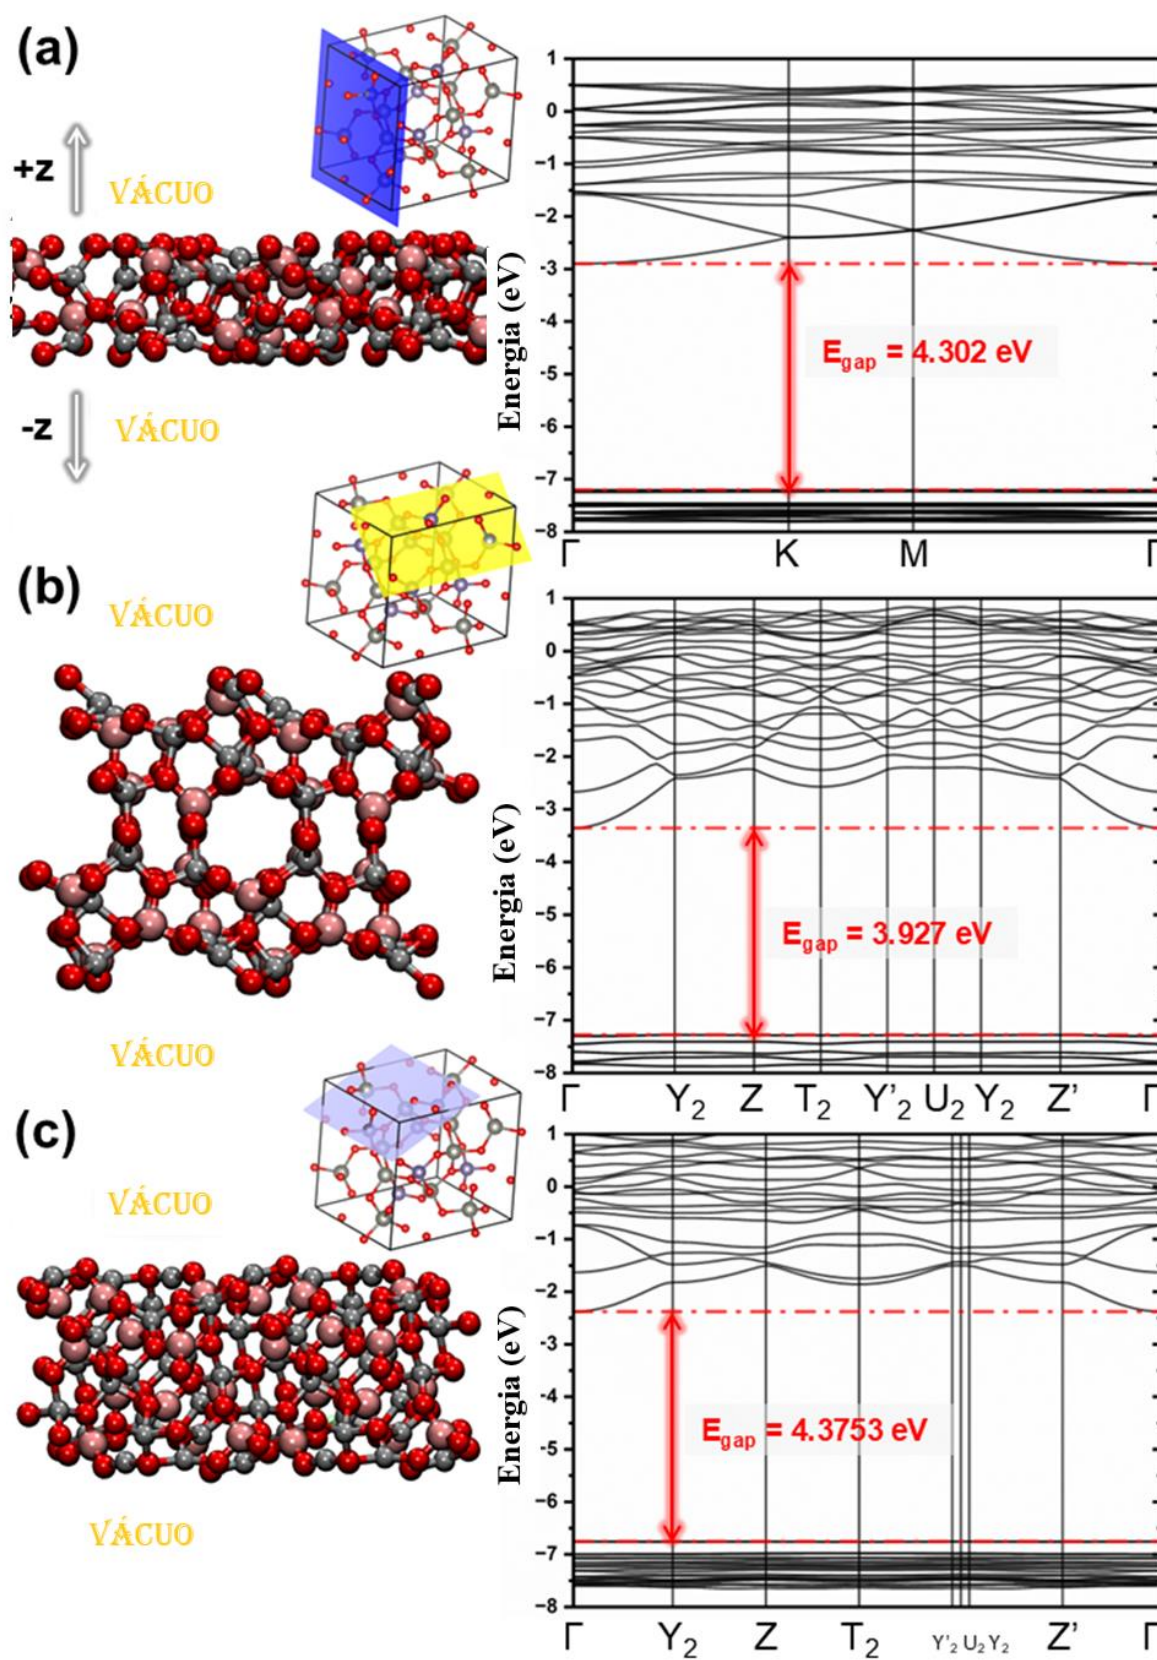 (a)
+z
VÁCUO
-z
VÁCUO
Energia (eV)
1
0
−1
−2
−3
−4
−5
−6
−7
−8
Egap = 4.302 eV
Γ K M Γ
(b)
VÁCUO
VÁCUO
Energia (eV)
1
0
−1
−2
−3
−4
−5
−6
−7
−8
Egap = 3.927 eV
Γ Y2 Z T2 Y'2 U2 Y2 Z' Γ
(c)
VÁCUO
VÁCUO
Energia (eV)
1
0
−1
−2
−3
−4
−5
−6
−7
−8
Egap = 4.3753 eV
Γ Y2 Z T2 Y'2 U2 Y2 Z' Γ